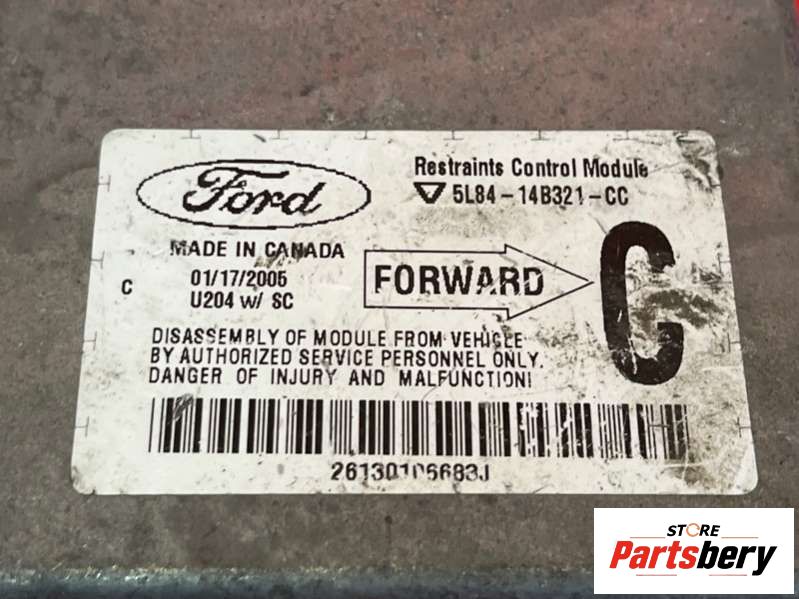 Ford
Restraints Control Module
5L84-14B321-CC
MADE IN CANADA
C
01/17/2005
U204 w/ SC
FORWARD
C
DISASSEMBLY OF MODULE FROM VEHICLE
BY AUTHORIZED SERVICE PERSONNEL ONLY.
DANGER OF INJURY AND MALFUNCTION!
STORE
Partsbery